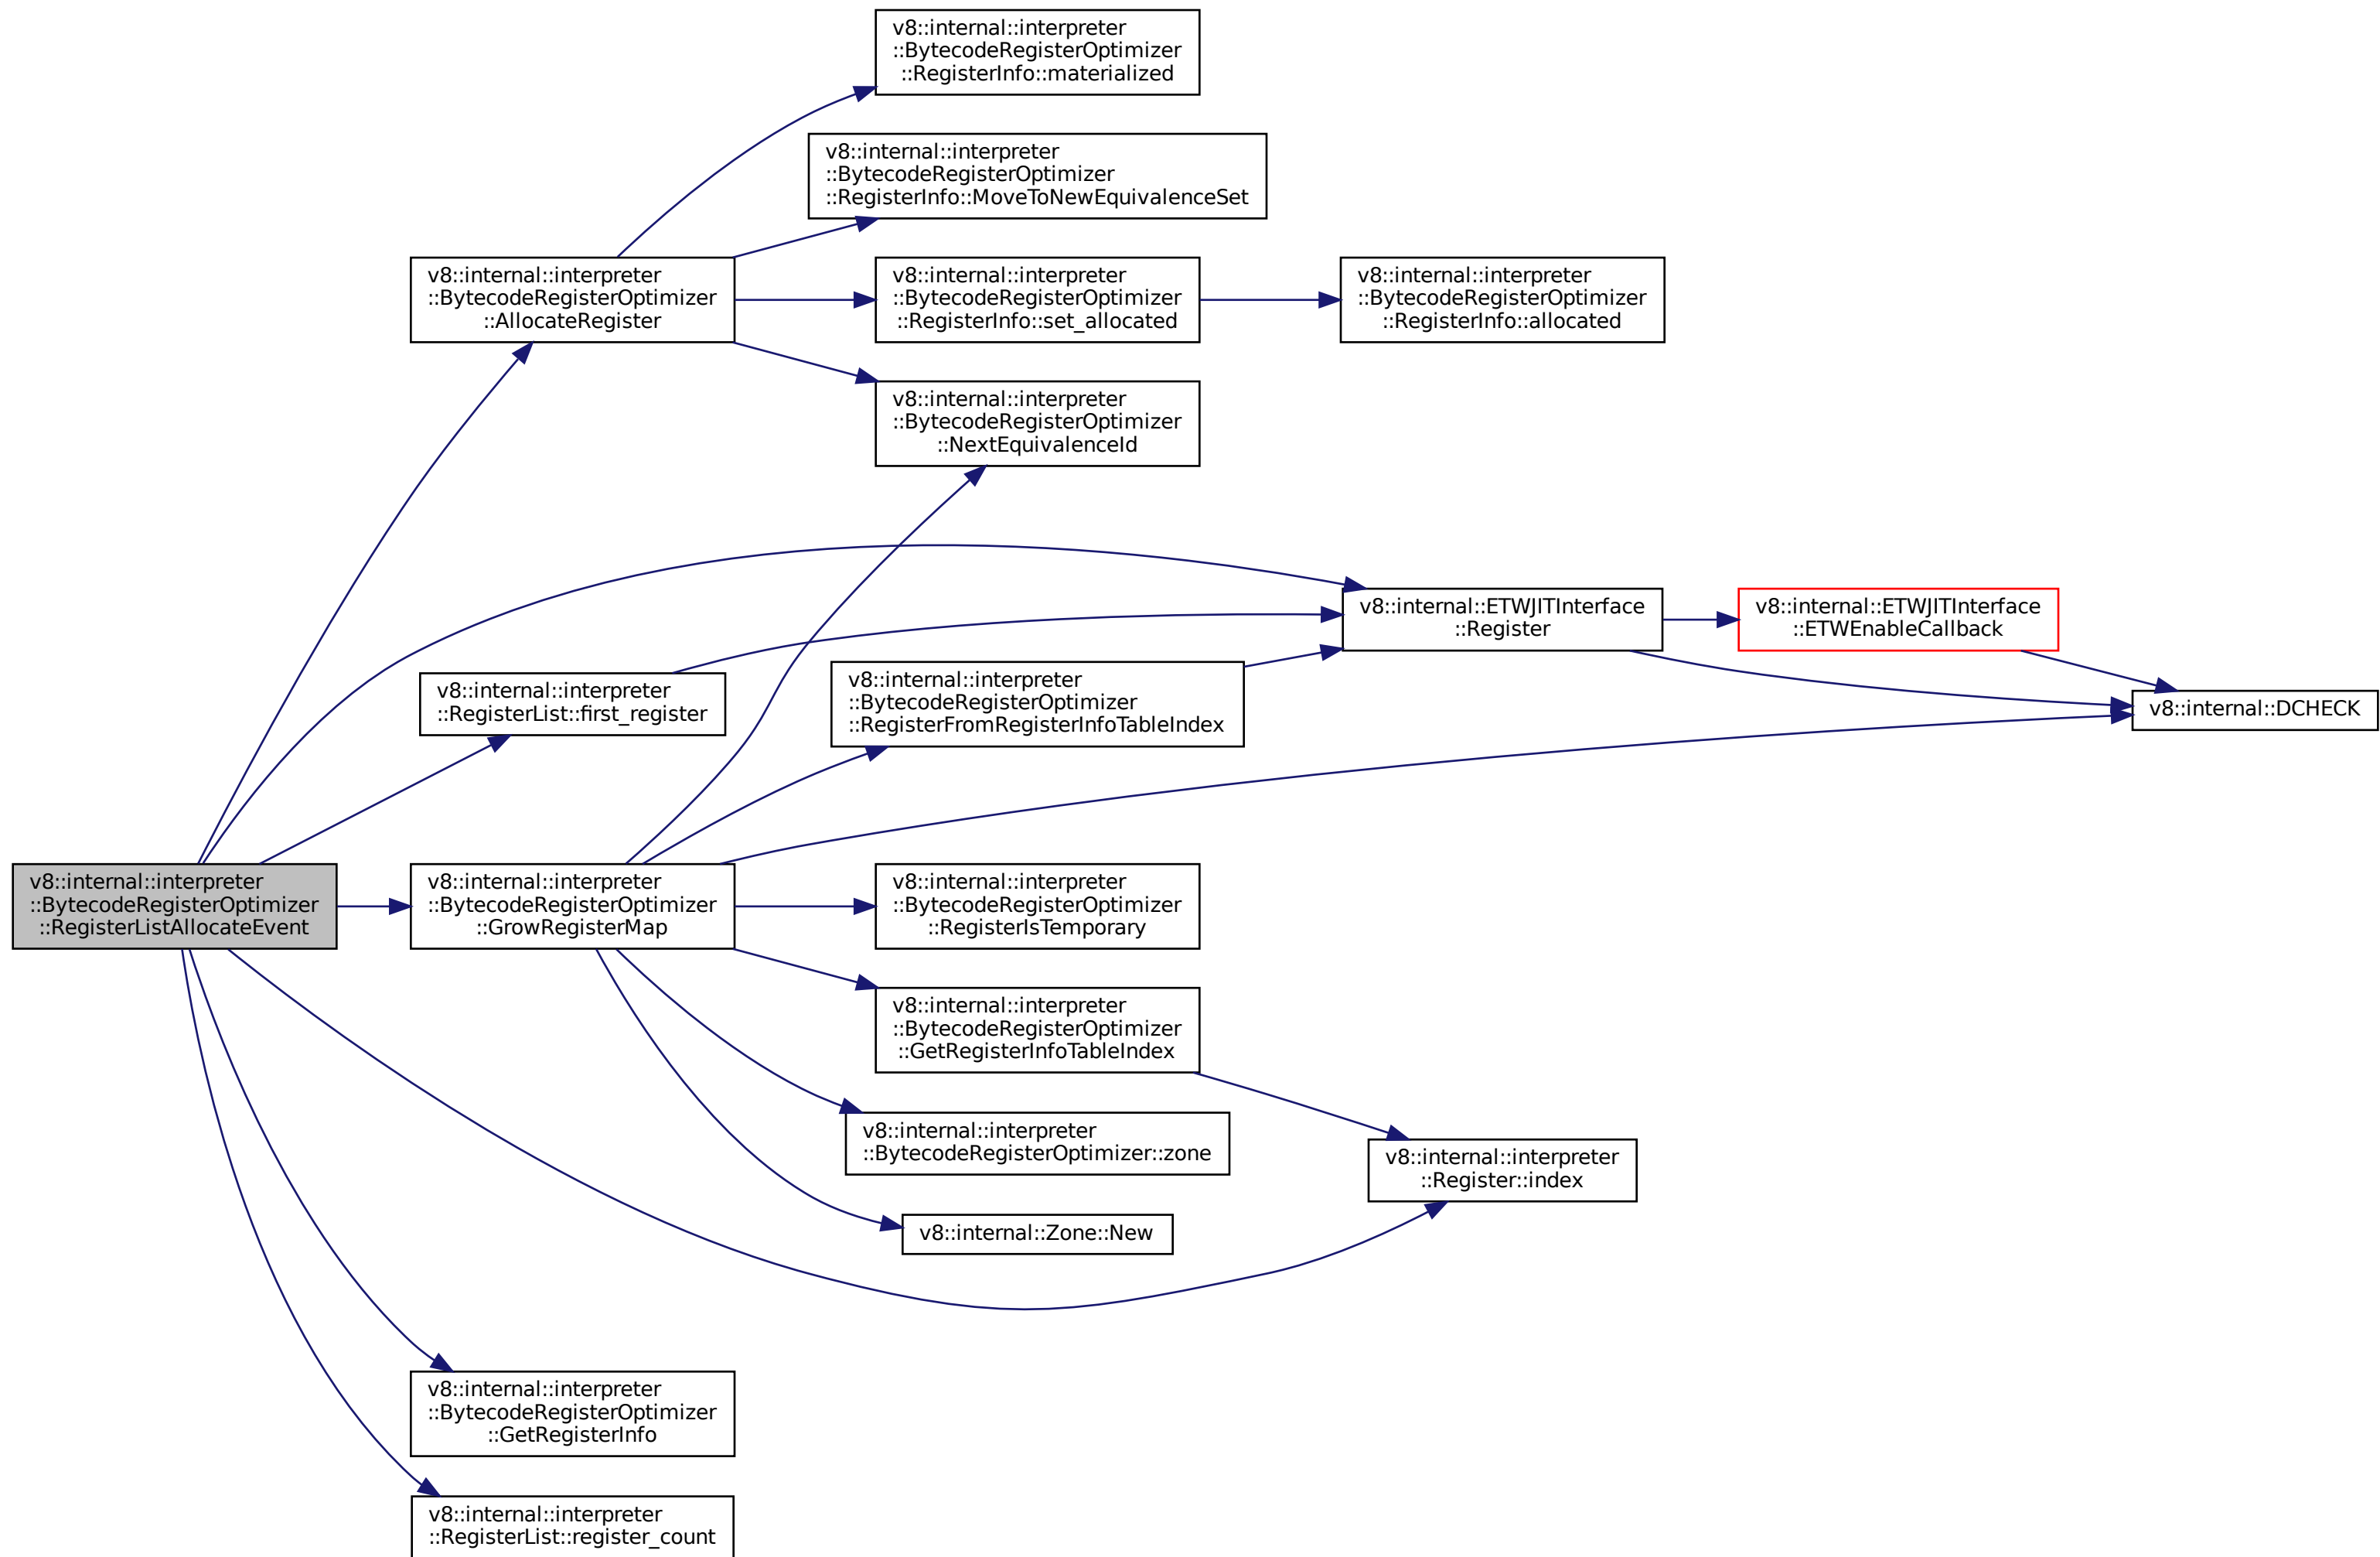 v8::internal::interpreter
::BytecodeRegisterOptimizer
::RegisterInfo::materialized
v8::internal::interpreter
::BytecodeRegisterOptimizer
::RegisterInfo::MoveToNewEquivalenceSet
v8::internal::interpreter
::BytecodeRegisterOptimizer
::AllocateRegister
v8::internal::interpreter
::BytecodeRegisterOptimizer
::RegisterInfo::set_allocated
v8::internal::interpreter
::BytecodeRegisterOptimizer
::RegisterInfo::allocated
v8::internal::interpreter
::BytecodeRegisterOptimizer
::NextEquivalenceId
v8::internal::ETWJITInterface
::Register
v8::internal::ETWJITInterface
::ETWEnableCallback
v8::internal::interpreter
::RegisterList::first_register
v8::internal::interpreter
::BytecodeRegisterOptimizer
::RegisterFromRegisterInfoTableIndex
v8::internal::DCHECK
v8::internal::interpreter
::BytecodeRegisterOptimizer
::RegisterListAllocateEvent
v8::internal::interpreter
::BytecodeRegisterOptimizer
::GrowRegisterMap
v8::internal::interpreter
::BytecodeRegisterOptimizer
::RegisterIsTemporary
v8::internal::interpreter
::BytecodeRegisterOptimizer
::GetRegisterInfoTableIndex
v8::internal::interpreter
::BytecodeRegisterOptimizer::zone
v8::internal::interpreter
::Register::index
v8::internal::Zone::New
v8::internal::interpreter
::BytecodeRegisterOptimizer
::GetRegisterInfo
v8::internal::interpreter
::RegisterList::register_count